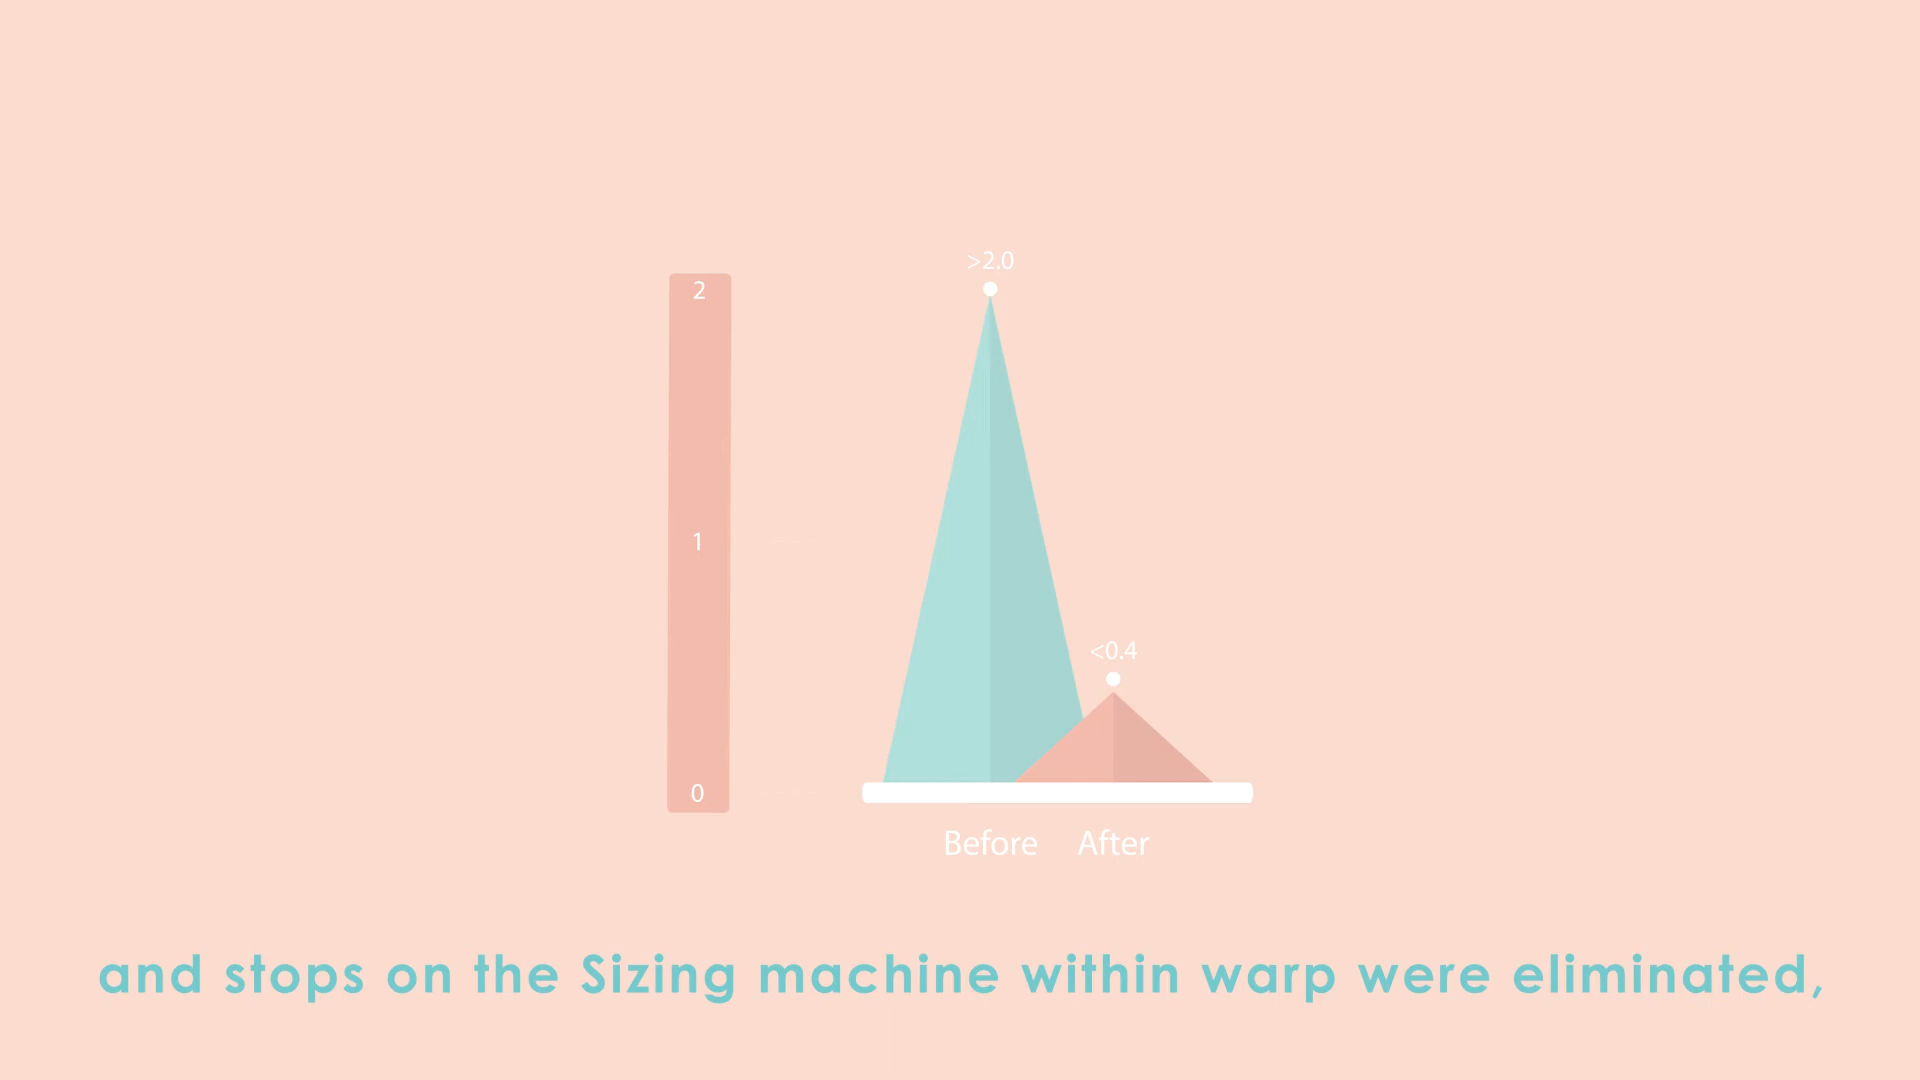 >2.0
2
1
<0.4
0
Before After
and stops on the Sizing machine within warp were eliminated,